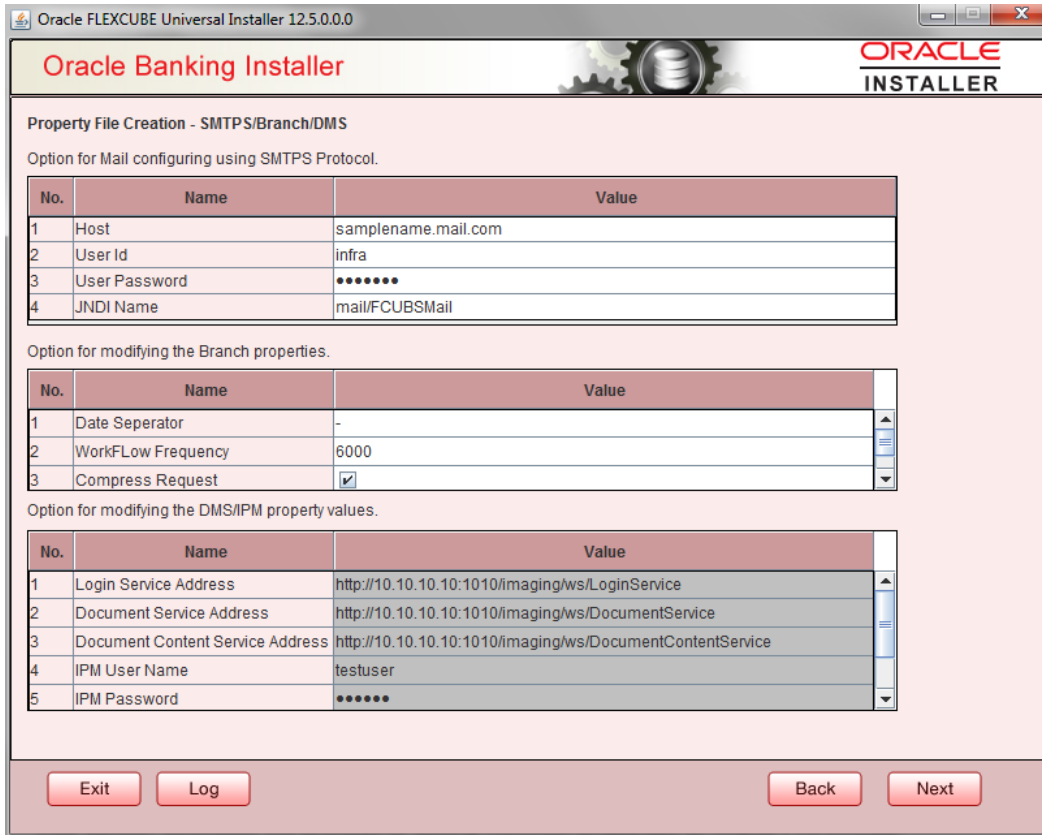 Oracle FLEXCUBE Universal Installer 12.5.0.0.0
Oracle Banking Installer
ORACLE
INSTALLER
Property File Creation - SMTPS/Branch/DMS
Option for Mail configuring using SMTPS Protocol.
No. Name Value
1 Host samplename.mail.com
2 User Id infra
3 User Password •••••••
4 JNDI Name mail/FCUBSMail
Option for modifying the Branch properties.
No. Name Value
1 Date Seperator -
2 WorkFLow Frequency 6000
3 Compress Request
Option for modifying the DMS/IPM property values.
No. Name Value
1 Login Service Address http://10.10.10.10:1010/imaging/ws/LoginService
2 Document Service Address http://10.10.10.10:1010/imaging/ws/DocumentService
3 Document Content Service Address http://10.10.10.10:1010/imaging/ws/DocumentContentService
4 IPM User Name testuser
5 IPM Password ••••••
Exit Log Back Next